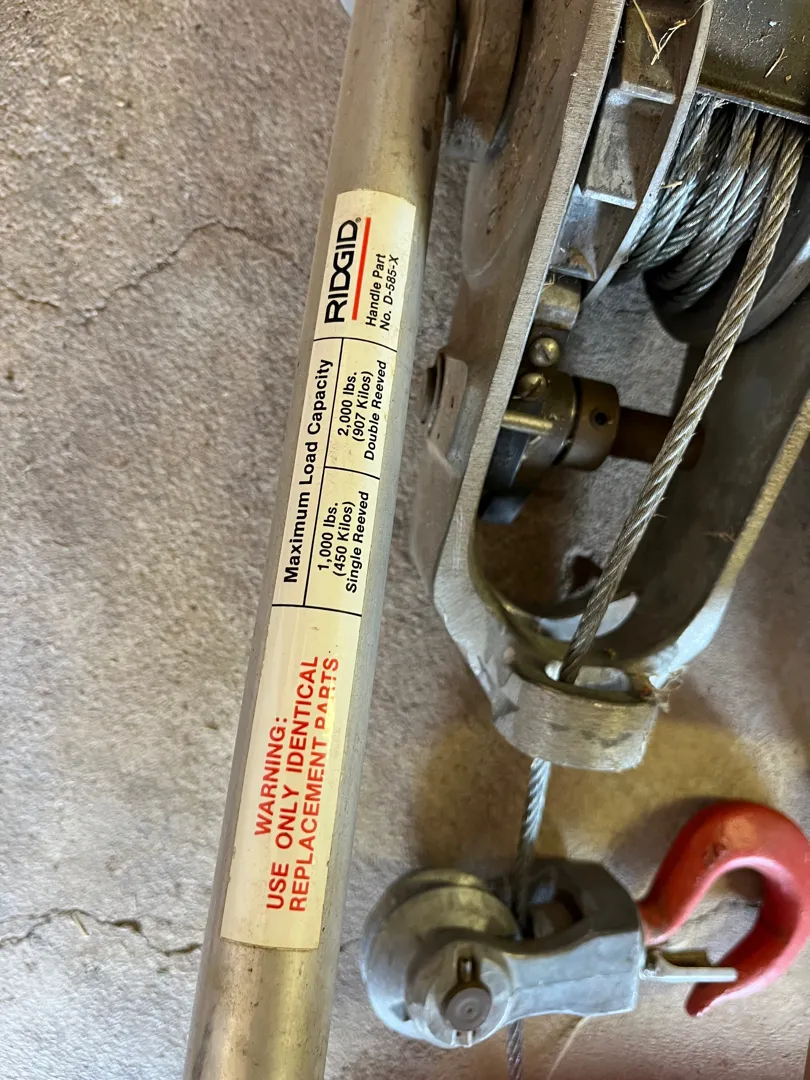 RIDGID®
Handle Part
No. D-585-X
Maximum Load Capacity
1,000 lbs.
(450 Kilos)
Single Reeved
2,000 lbs.
(907 Kilos)
Double Reeved
WARNING:
USE ONLY IDENTICAL
REPLACEMENT PARTS